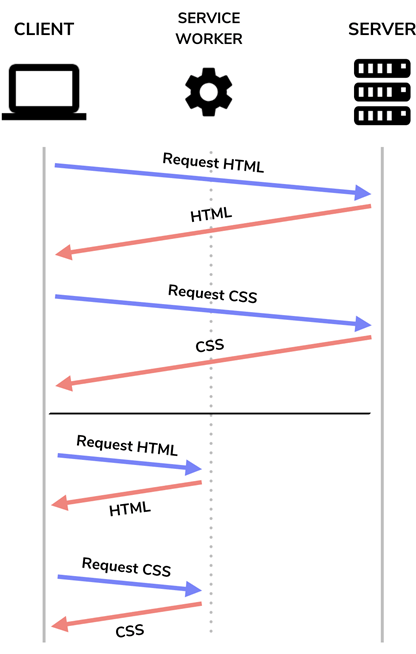 CLIENT
SERVICE
WORKER
SERVER
Request HTML
HTML
Request CSS
CSS
Request HTML
HTML
Request CSS
CSS